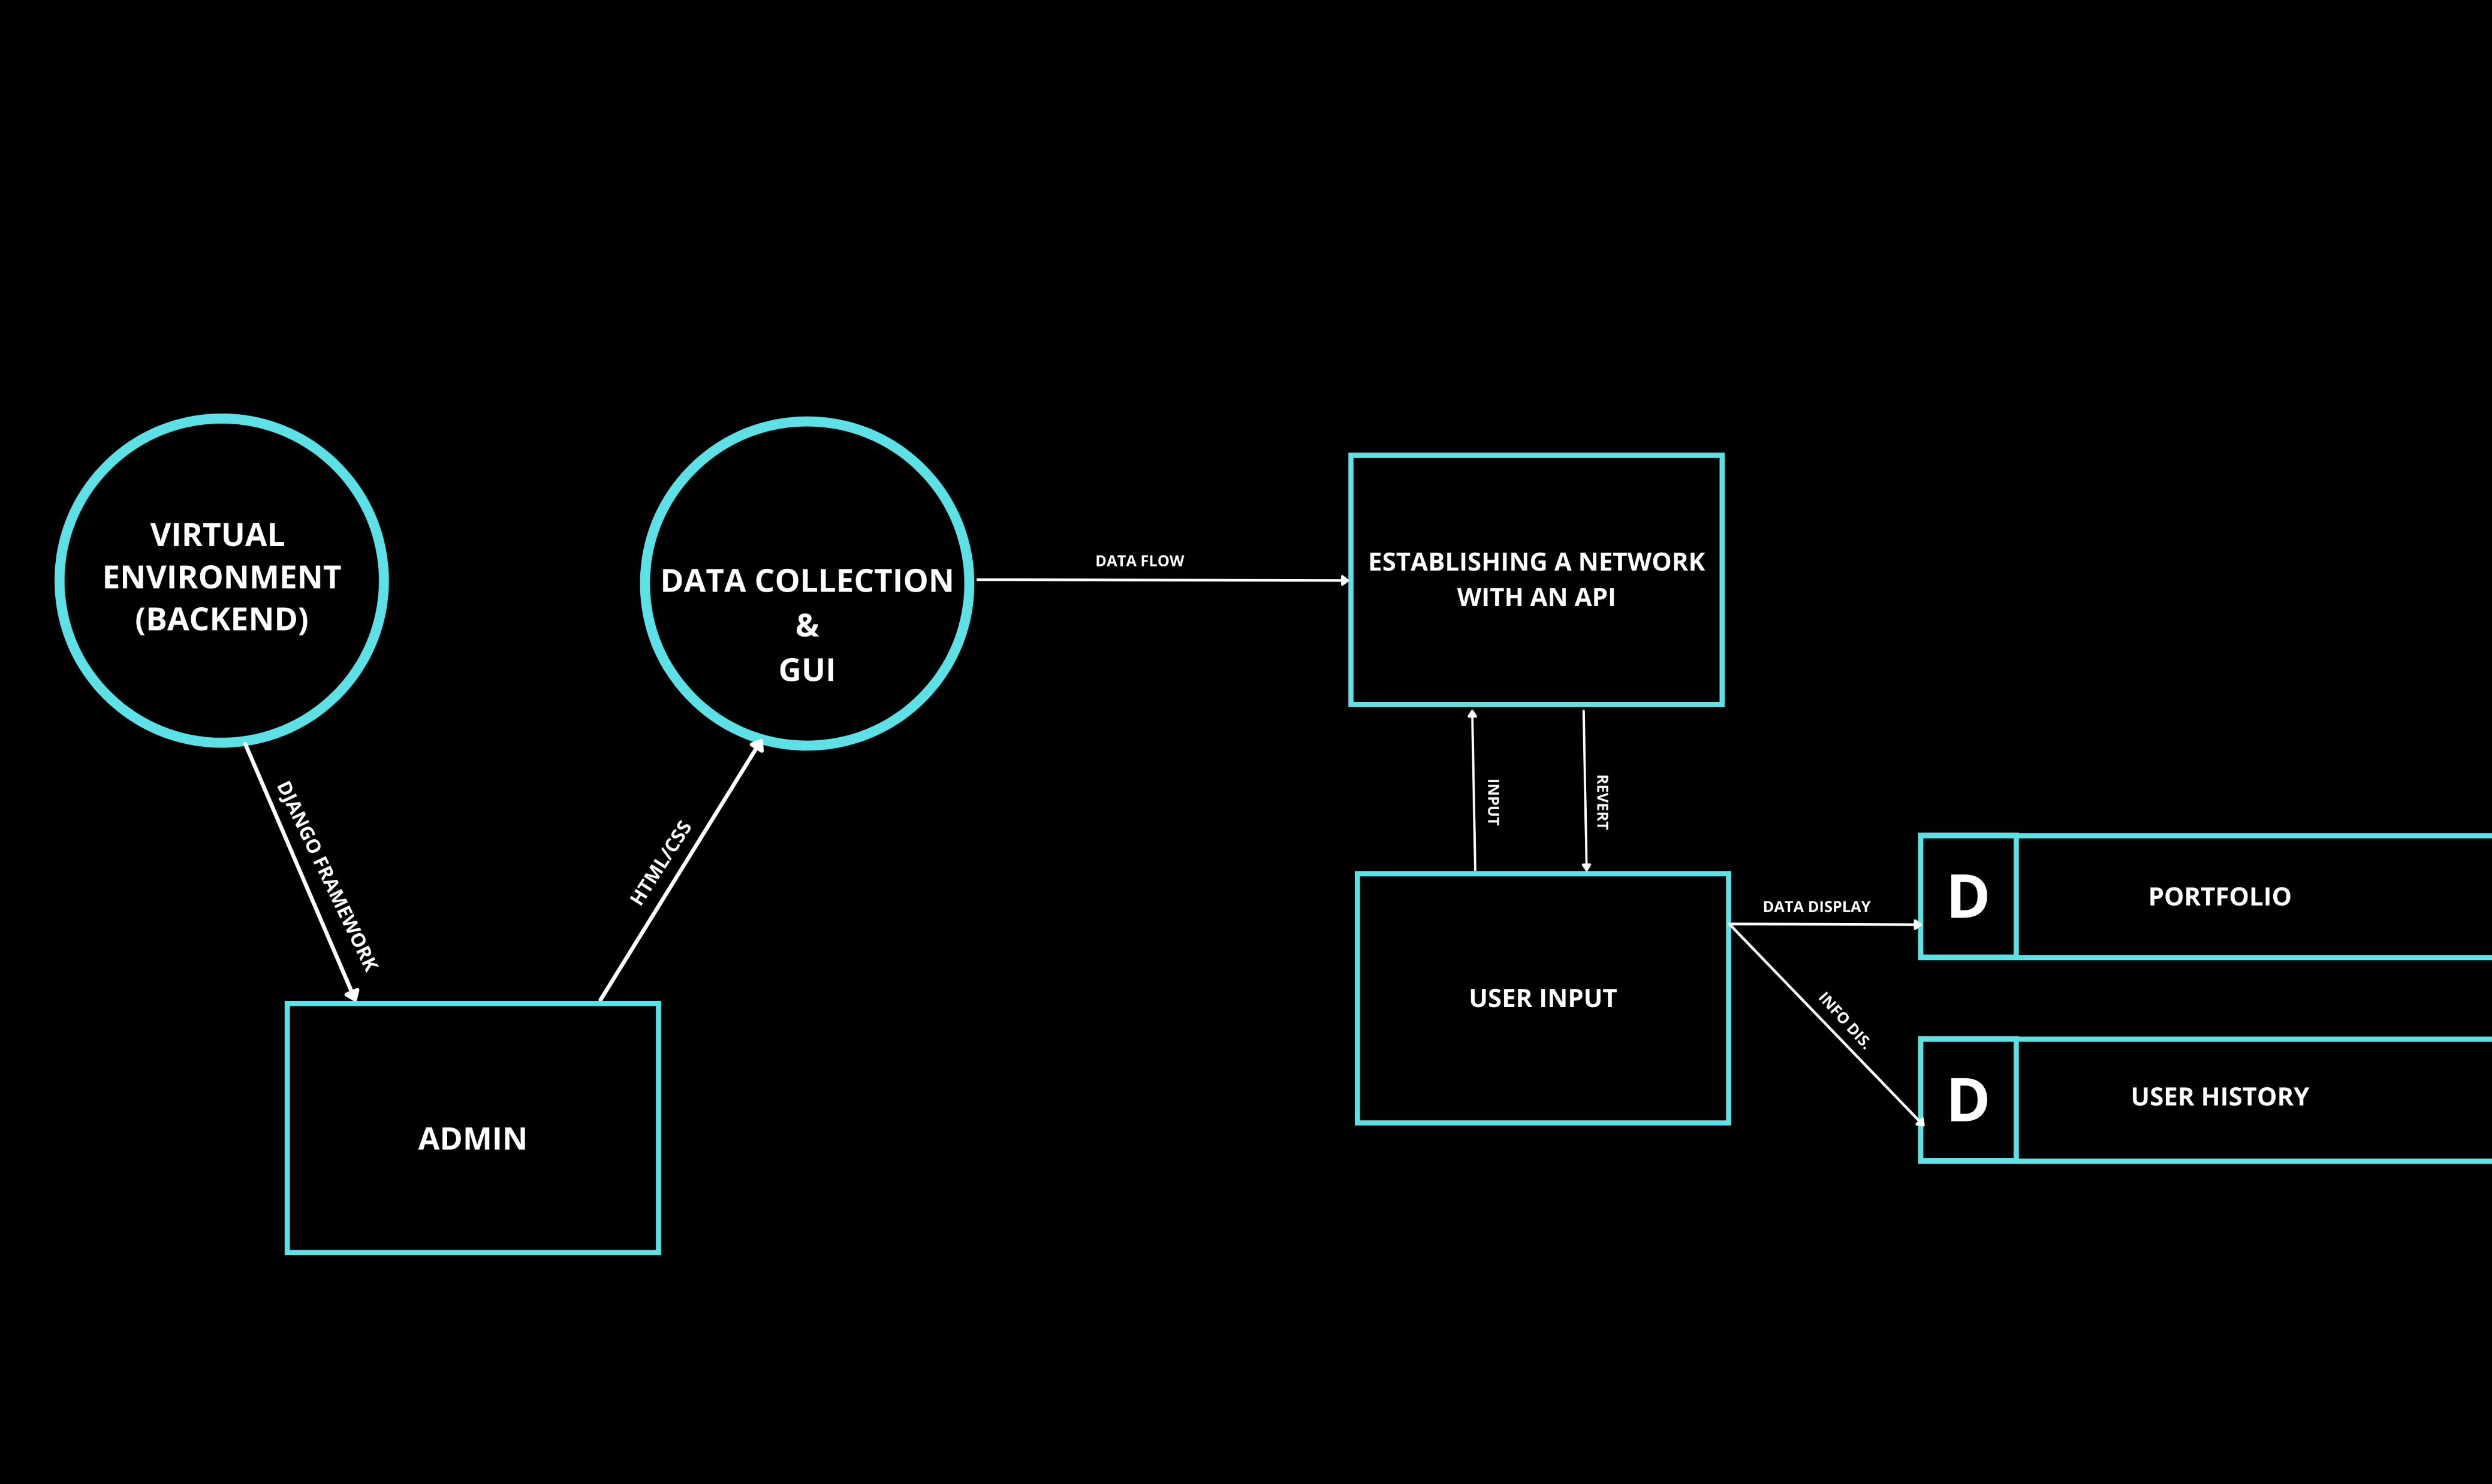 VIRTUAL
ENVIRONMENT
(BACKEND)
DATA COLLECTION
&
GUI
DATA FLOW
ESTABLISHING A NETWORK
WITH AN API
DJANGO FRAMEWORK
HTML/CSS
INPUT
REVERT
ADMIN
USER INPUT
DATA DISPLAY
D
PORTFOLIO
INFO DIS.
D
USER HISTORY